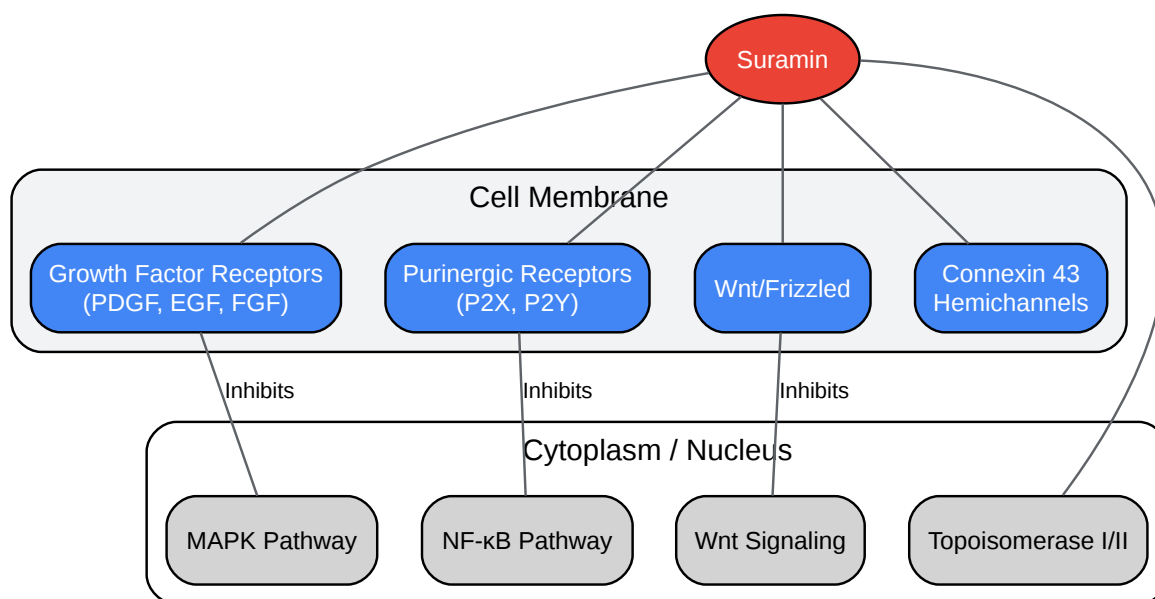 Suramin
Cell Membrane
Growth Factor Receptors
(PDGF, EGF, FGF)
Purinergic Receptors
(P2X, P2Y)
Wnt/Frizzled
Connexin 43
Hemichannels
Inhibits
Inhibits
Inhibits
Cytoplasm / Nucleus
MAPK Pathway
NF-κB Pathway
Wnt Signaling
Topoisomerase I/II